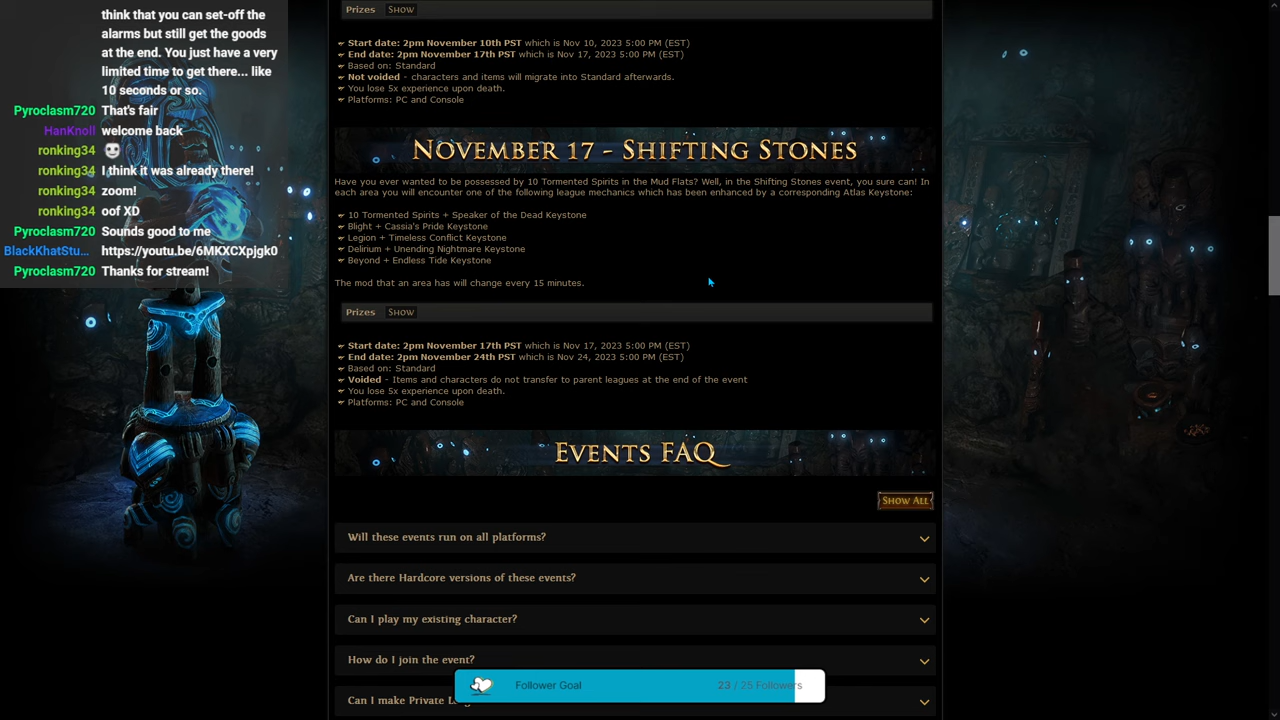 think that you can set-off the
alarms but still get the goods
at the end. You just have a very
limited time to get there... like
10 seconds or so.
Pyroclasm720 That's fair
HanKnoll welcome back
ronking34
ronking34 I think it was already there!
ronking34 zoom!
ronking34 oof XD
Pyroclasm720 Sounds good to me
BlackKhatStu... https://youtu.be/6MKXCXpjgk0
Pyroclasm720 Thanks for stream!
Prizes Show
Start date: 2pm November 10th PST which is Nov 10, 2023 5:00 PM (EST)
End date: 2pm November 17th PST which is Nov 17, 2023 5:00 PM (EST)
Based on: Standard
Not voided - characters and items will migrate into Standard afterwards.
You lose 5x experience upon death.
Platforms: PC and Console
November 17 - Shifting Stones
Have you ever wanted to be possessed by 10 Tormented Spirits in the Mud Flats? Well, in the Shifting Stones event, you sure can! In
each area you will encounter one of the following league mechanics which has been enhanced by a corresponding Atlas Keystone:
10 Tormented Spirits + Speaker of the Dead Keystone
Blight + Cassia's Pride Keystone
Legion + Timeless Conflict Keystone
Delirium + Unending Nightmare Keystone
Beyond + Endless Tide Keystone
The mod that an area has will change every 15 minutes.
Prizes Show
Start date: 2pm November 17th PST which is Nov 17, 2023 5:00 PM (EST)
End date: 2pm November 24th PST which is Nov 24, 2023 5:00 PM (EST)
Based on: Standard
Voided - Items and characters do not transfer to parent leagues at the end of the event
You lose 5x experience upon death.
Platforms: PC and Console
Events FAQ
Show All
Will these events run on all platforms?
Are there Hardcore versions of these events?
Can I play my existing character?
How do I join the event?
Can I make Private
Follower Goal 23 / 25 Followers